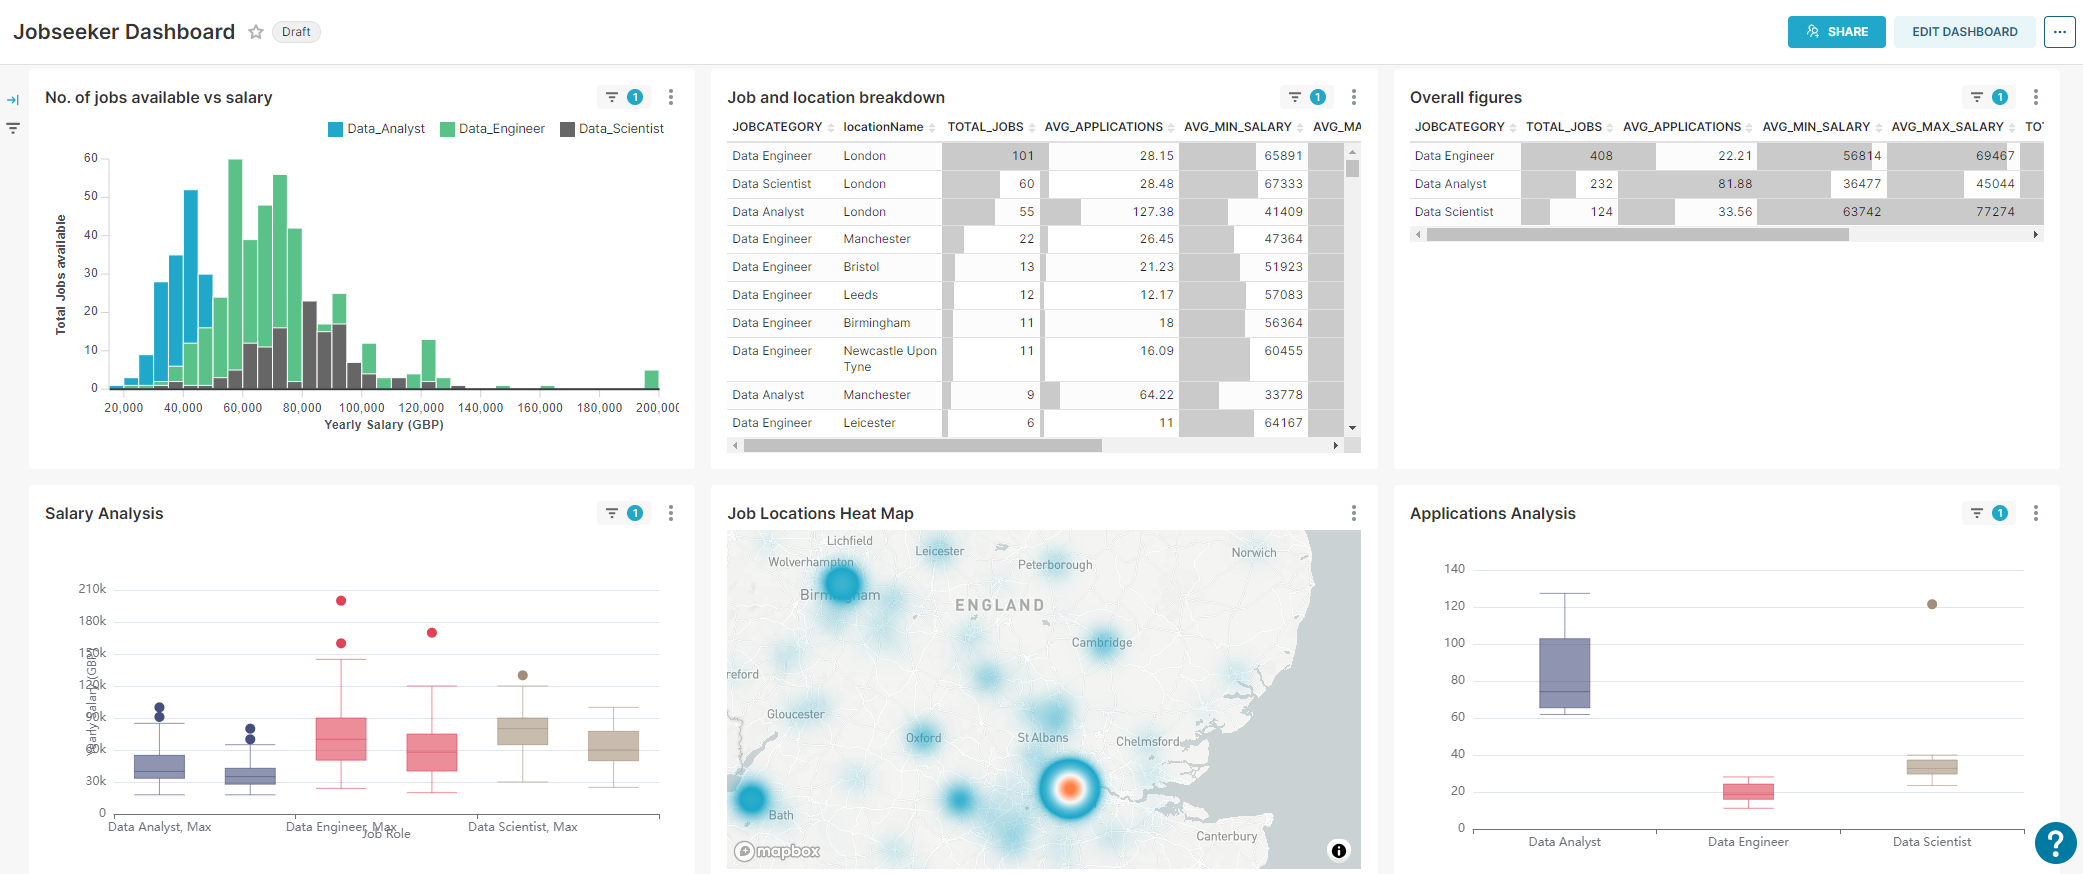 Jobseeker Dashboard
Draft
SHARE
EDIT DASHBOARD
No. of jobs available vs salary
1
Data_Analyst Data_Engineer Data_Scientist
60
50
40
30
20
10
0
Total Jobs available
20,000 40,000 60,000 80,000 100,000 120,000 140,000 160,000 180,000 200,000
Yearly Salary (GBP)
Job and location breakdown
1
JOBCATEGORY locationName TOTAL_JOBS AVG_APPLICATIONS AVG_MIN_SALARY AVG_MA
Data Engineer London 101 28.15 65891
Data Scientist London 60 28.48 67333
Data Analyst London 55 127.38 41409
Data Engineer Manchester 22 26.45 47364
Data Engineer Bristol 13 21.23 51923
Data Engineer Leeds 12 12.17 57083
Data Engineer Birmingham 11 18 56364
Data Engineer Newcastle Upon 11 16.09 60455
Tyne
Data Analyst Manchester 9 64.22 33778
Data Engineer Leicester 6 11 64167
Overall figures
1
JOBCATEGORY TOTAL_JOBS AVG_APPLICATIONS AVG_MIN_SALARY AVG_MAX_SALARY TO
Data Engineer 408 22.21 56814 69467
Data Analyst 232 81.88 36477 45044
Data Scientist 124 33.56 63742 77274
Salary Analysis
1
210k
180k
150k
120k
90k
60k
30k
0
Yearly Salary (GBP)
Data Analyst, Max Data Engineer, Max Data Scientist, Max
Job Role
Job Locations Heat Map
Lichfield
Leicester
Norwich
Wolverhampton
Peterborough
Birmingham
ENGLAND
Cambridge
reford
Gloucester
Oxford
St Albans
Chelmsford
Bath
Canterbury
mapbox
Applications Analysis
1
140
120
100
80
60
40
20
0
Data Analyst Data Engineer Data Scientist
?